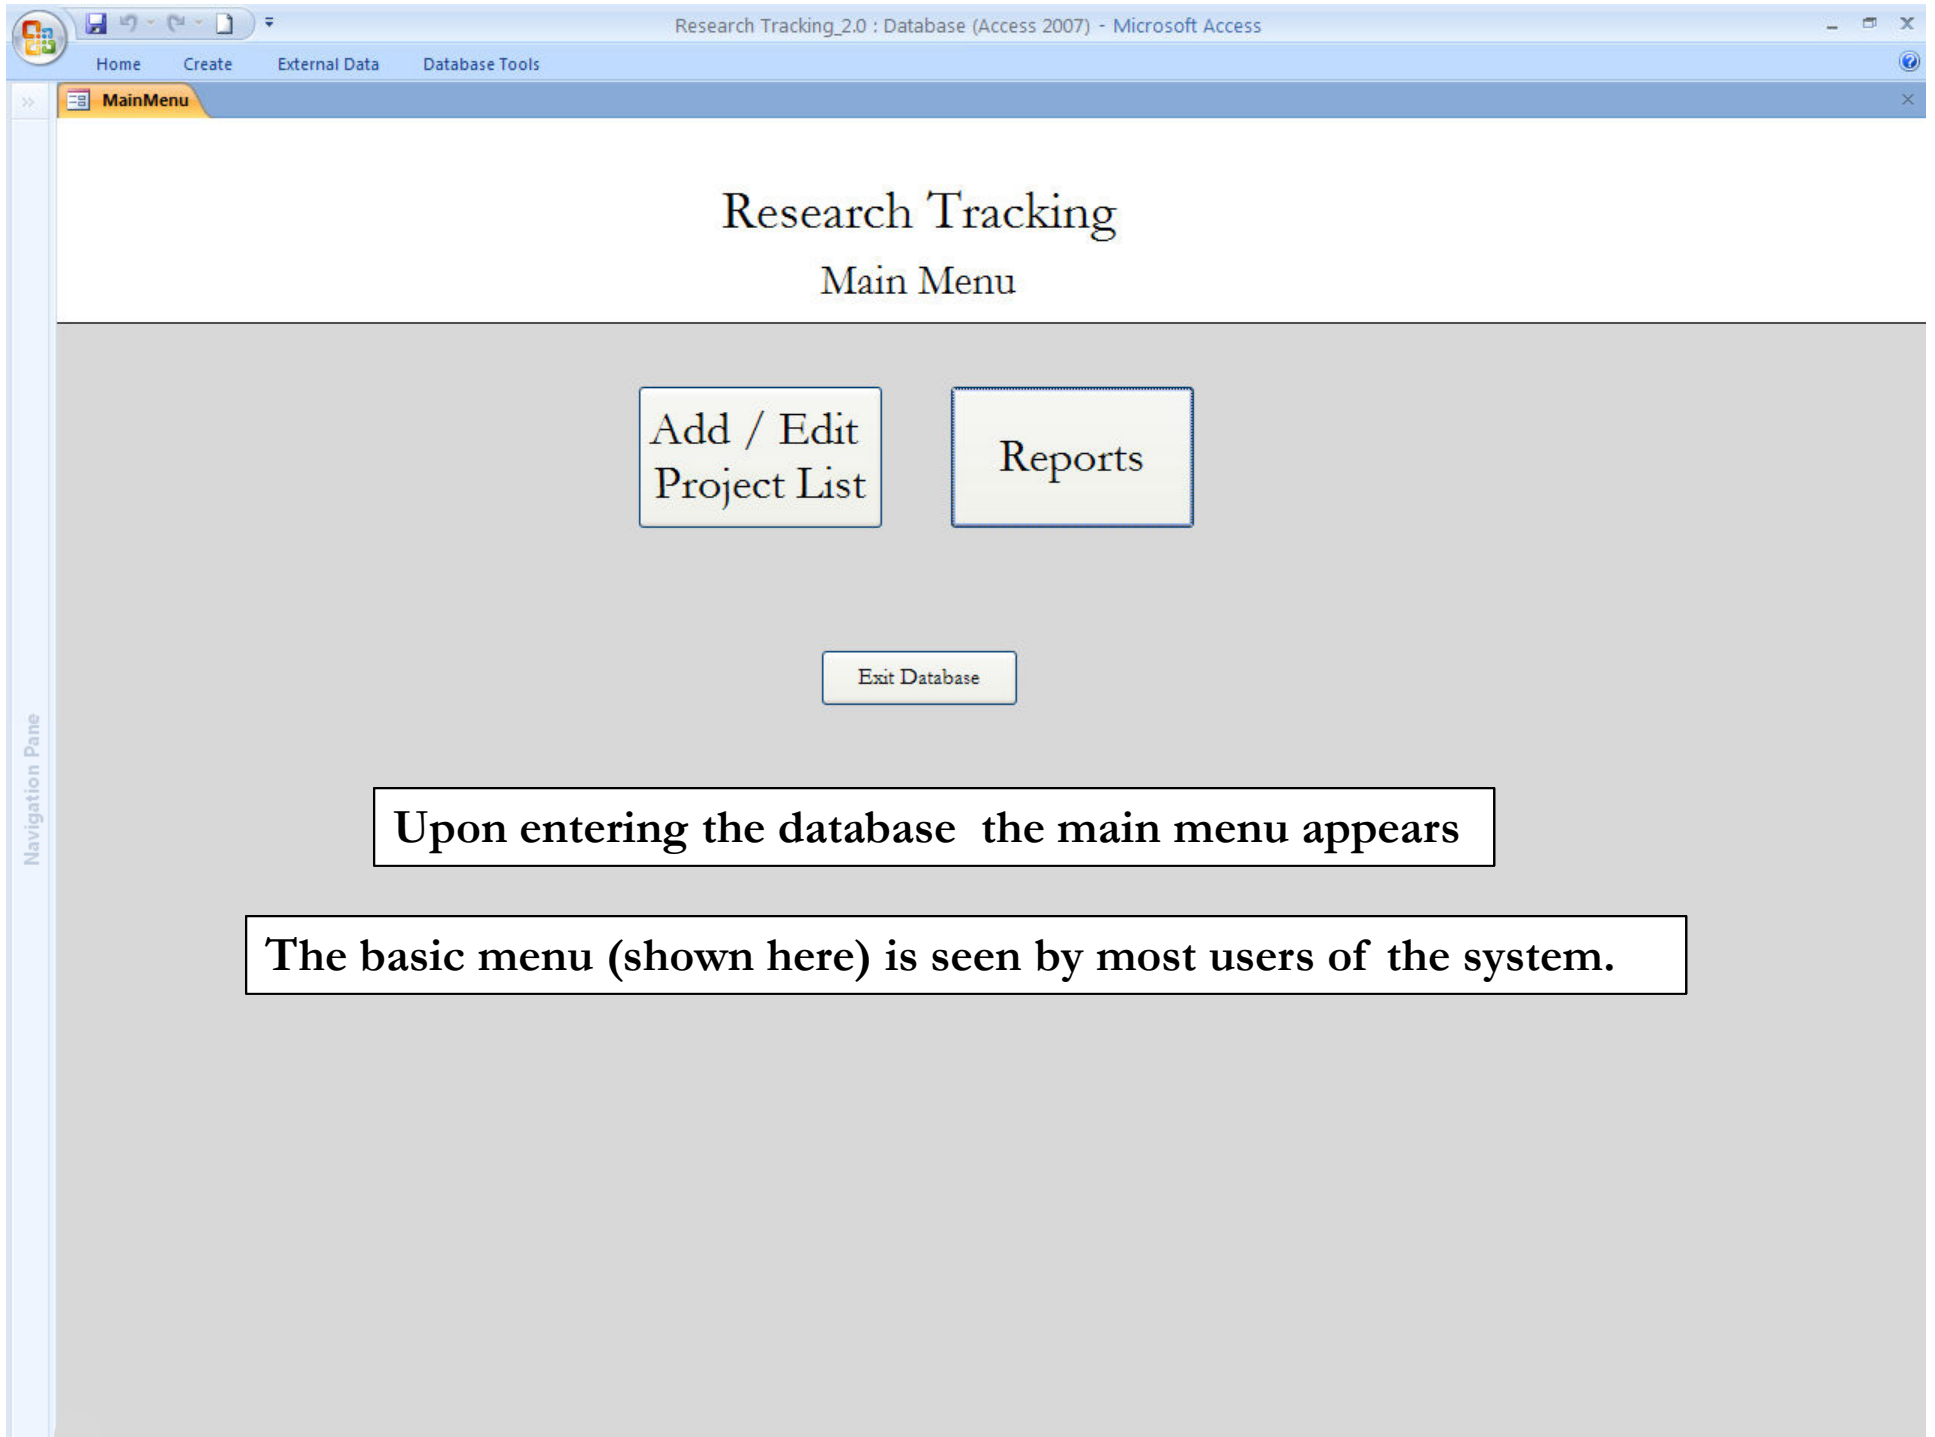 Research Tracking_2.0 : Database (Access 2007) - Microsoft Access
Home Create External Data Database Tools
MainMenu
Research Tracking
Main Menu
Add / Edit
Project List
Reports
Exit Database
Navigation Pane
Upon entering the database the main menu appears
The basic menu (shown here) is seen by most users of the system.